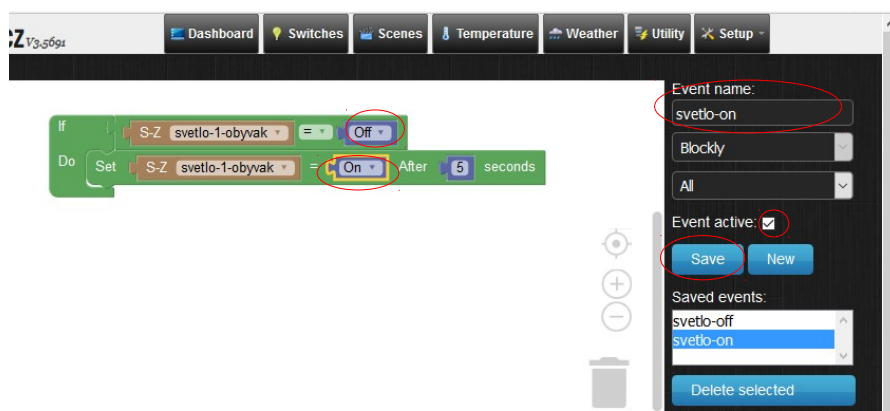 CZ V3.5691
Dashboard Switches Scenes Temperature Weather Utility Setup
If S-Z svetlo-1-obyvak = Off
Do Set S-Z svetlo-1-obyvak = On After 5 seconds
Event name:
svetlo-on
Blockly
All
Event active:
Save New
Saved events:
svetlo-off
svetlo-on
Delete selected